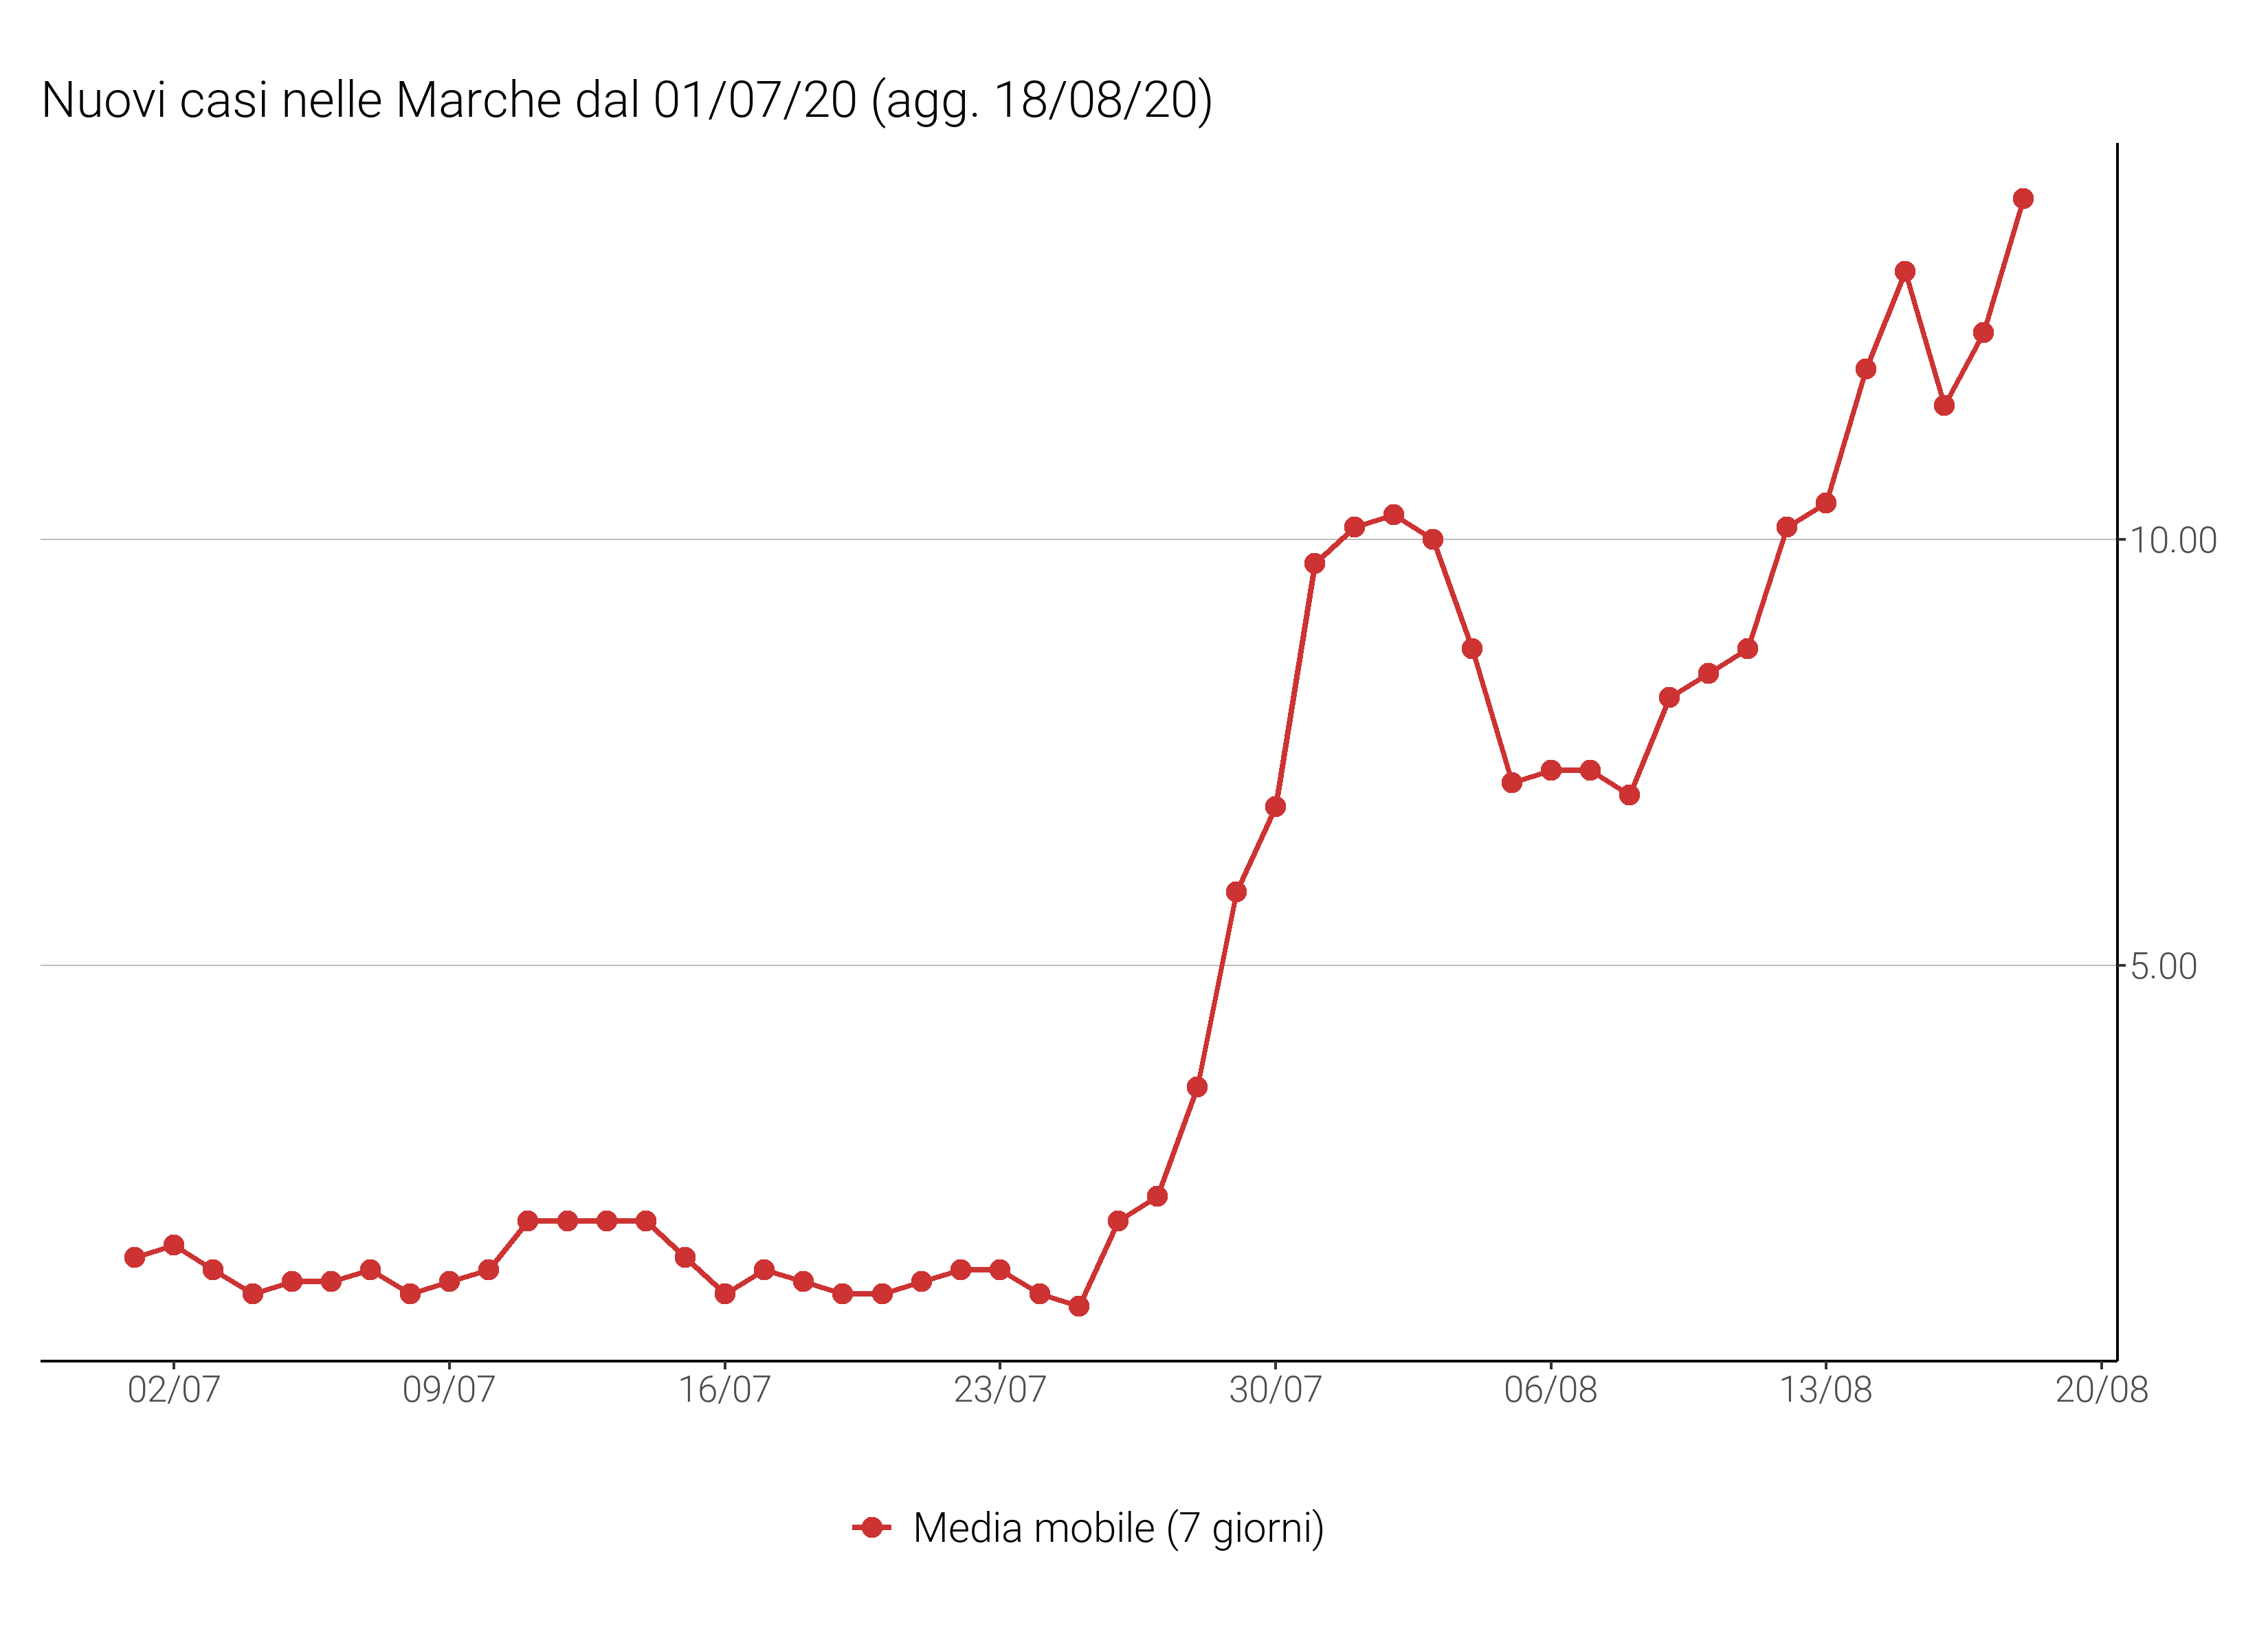 Nuovi casi nelle Marche dal 01/07/20 (agg. 18/08/20)
10.00
5.00
02/07 09/07 16/07 23/07 30/07 06/08 13/08 20/08
Media mobile (7 giorni)